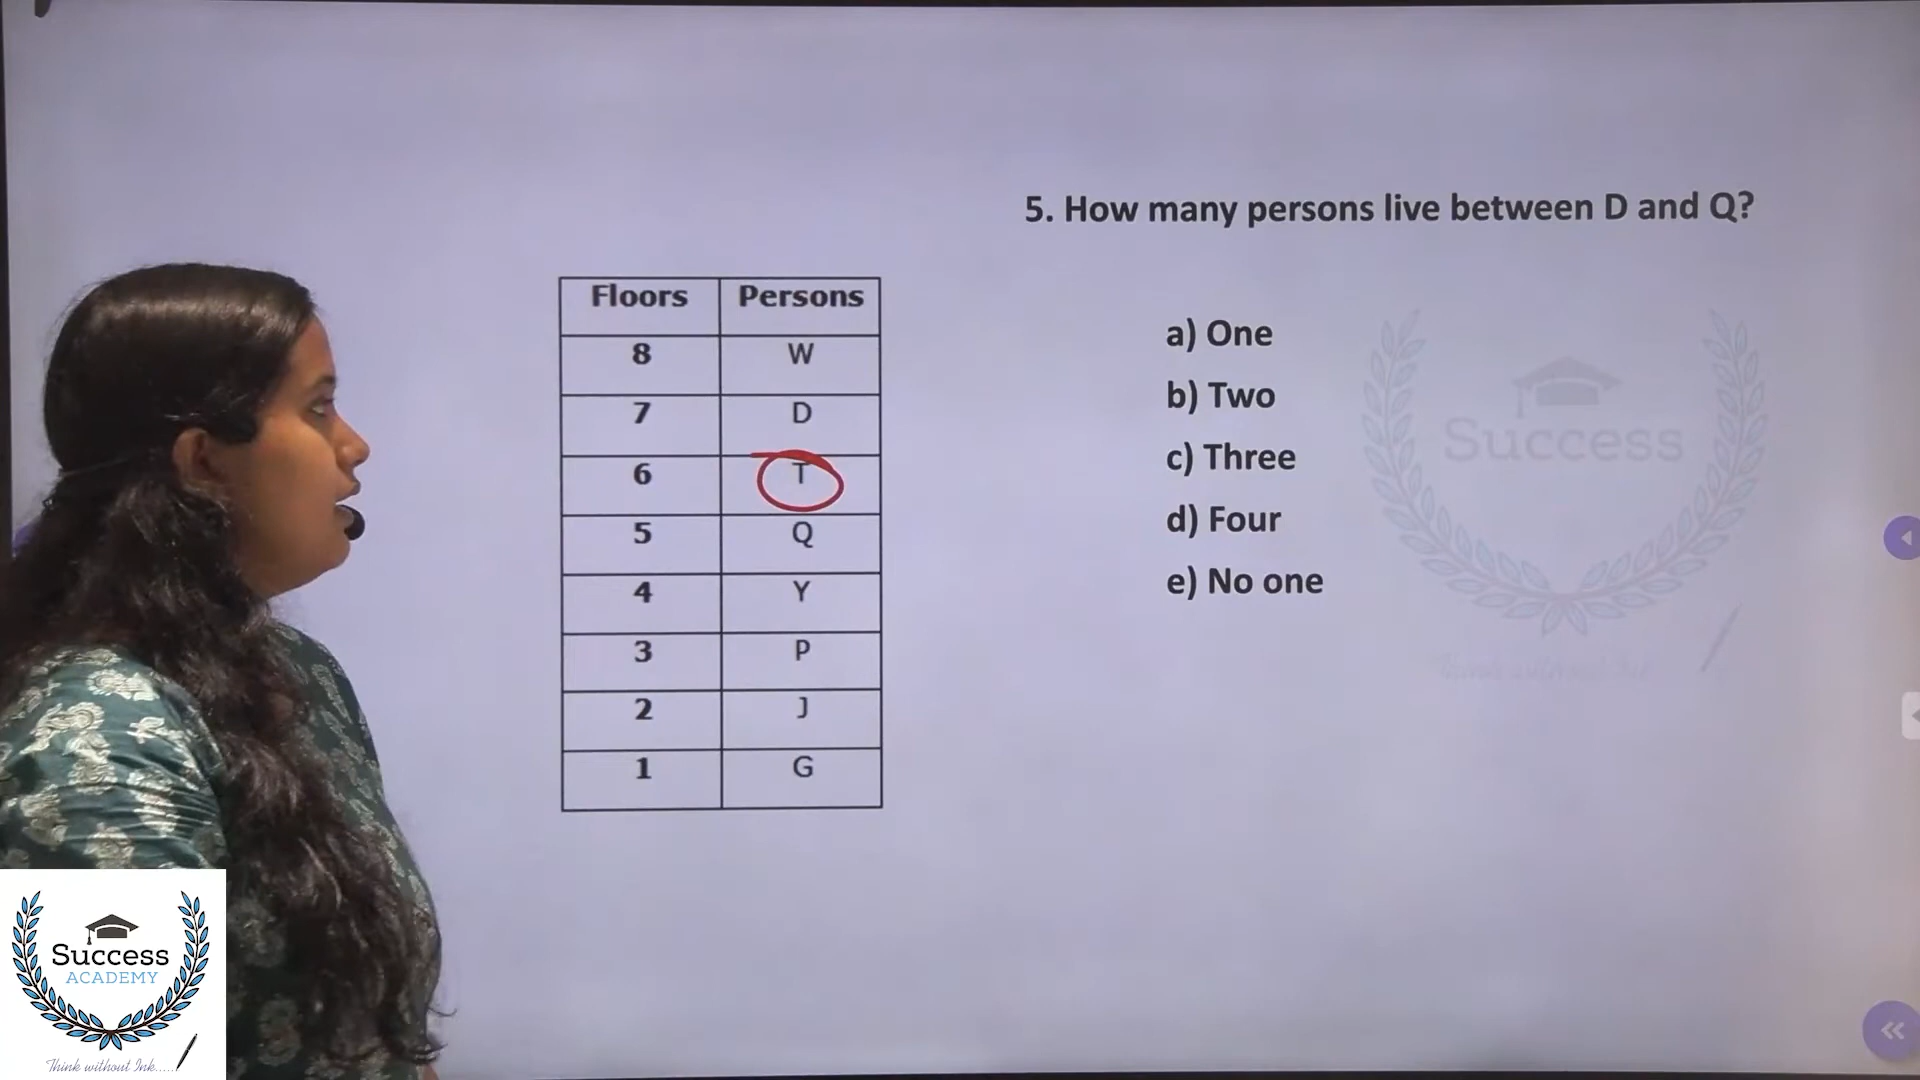 5. How many persons live between D and Q?
Floors Persons
8 W
7 D
6 T
5 Q
4 Y
3 P
2 J
1 G
a) One
b) Two
c) Three
d) Four
e) No one
Success
Success
ACADEMY
Think without Ink.....